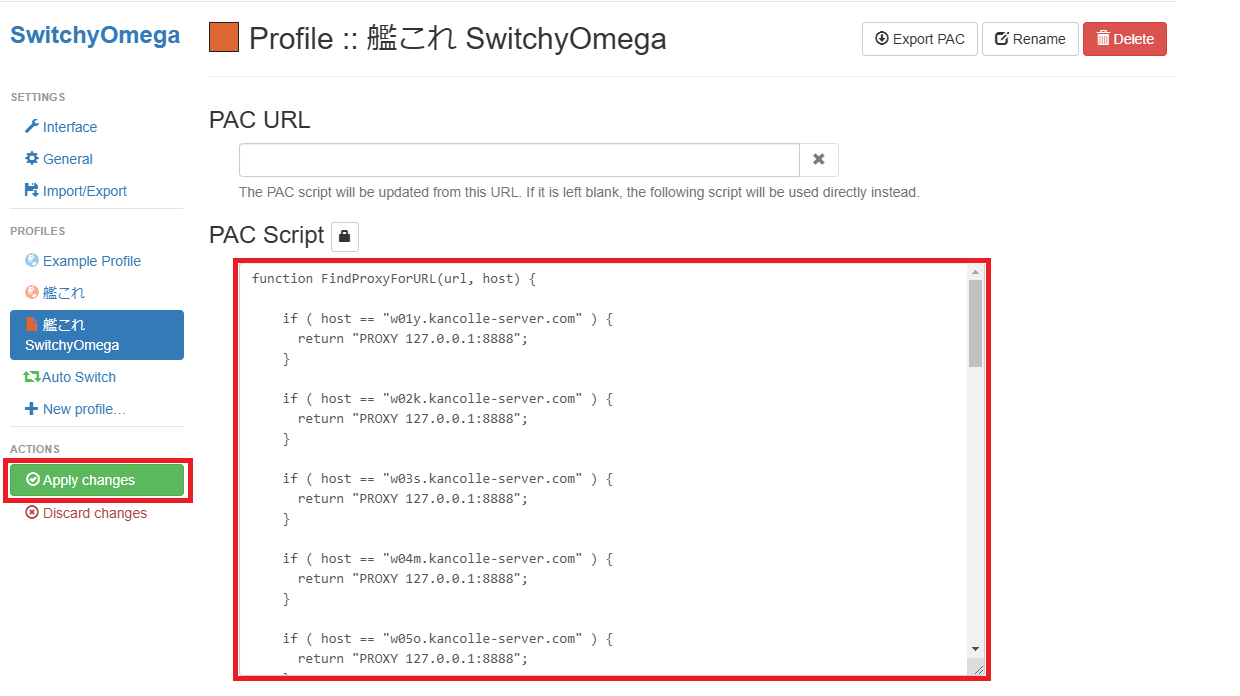 SwitchyOmega
SETTINGS
Interface
General
Import/Export
PROFILES
Example Profile
艦これ
艦これ
SwitchyOmega
Auto Switch
New profile…
ACTIONS
Apply changes
Discard changes
Profile :: 艦これ SwitchyOmega
Export PAC
Rename
Delete
PAC URL
The PAC script will be updated from this URL. If it is left blank, the following script will be used directly instead.
PAC Script
function FindProxyForURL(url, host) {
if ( host == "w01y.kancolle-server.com" ) {
return "PROXY 127.0.0.1:8888";
}
if ( host == "w02k.kancolle-server.com" ) {
return "PROXY 127.0.0.1:8888";
}
if ( host == "w03s.kancolle-server.com" ) {
return "PROXY 127.0.0.1:8888";
}
if ( host == "w04m.kancolle-server.com" ) {
return "PROXY 127.0.0.1:8888";
}
if ( host == "w05o.kancolle-server.com" ) {
return "PROXY 127.0.0.1:8888";